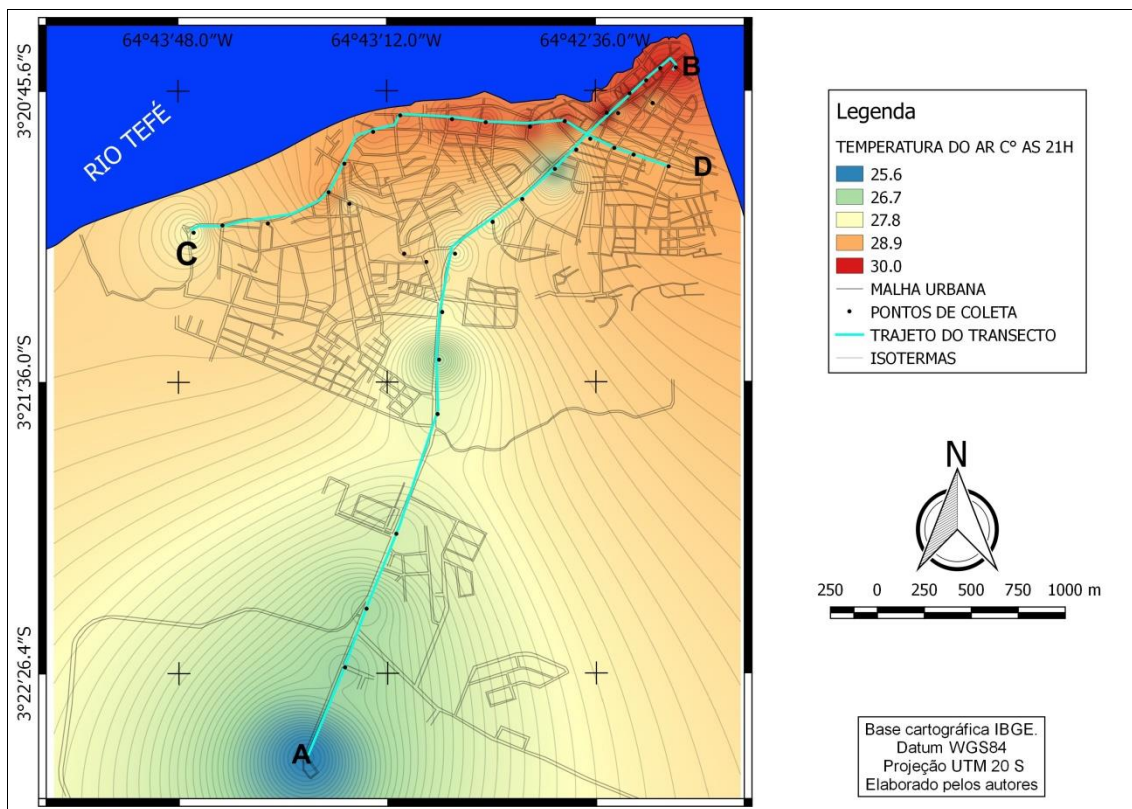 64°43′48.0″W
64°43′12.0″W
64°42′36.0″W
3°20′45.6″S
3°21′36.0″S
3°22′26.4″S
RIO TEFÉ
B
D
C
A
Legenda
TEMPERATURA DO AR C° AS 21H
25.6
26.7
27.8
28.9
30.0
MALHA URBANA
PONTOS DE COLETA
TRAJETO DO TRANSECTO
ISOTERMAS
N
250 0 250 500 750 1000 m
Base cartográfica IBGE.
Datum WGS84
Projeção UTM 20 S
Elaborado pelos autores